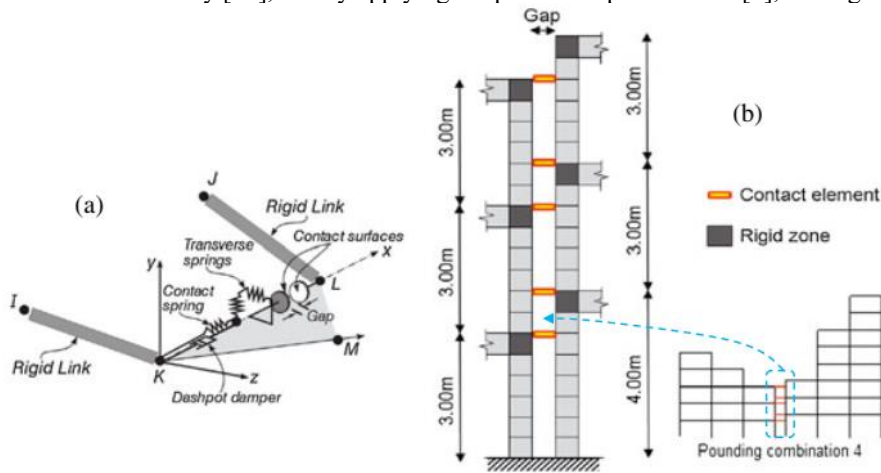 Gap
3.00m
3.00m
3.00m
3.00m
3.00m
4.00m
(a)
J
Rigid Link
Contact surfaces
Transverse springs
x
y
L
I
Contact spring
Gap
M
Rigid Link
K
z
Dashpot damper
(b)
Contact element
Rigid zone
Pounding combination 4